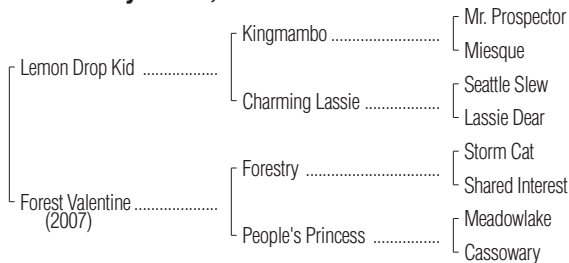 Mr. Prospector
Kingmambo ........................
Miesque
Lemon Drop Kid .................
Seattle Slew
Charming Lassie .................
Lassie Dear
Storm Cat
Forestry ..............................
Shared Interest
Forest Valentine ...................
(2007)
Meadowlake
People's Princess ...............
Cassowary